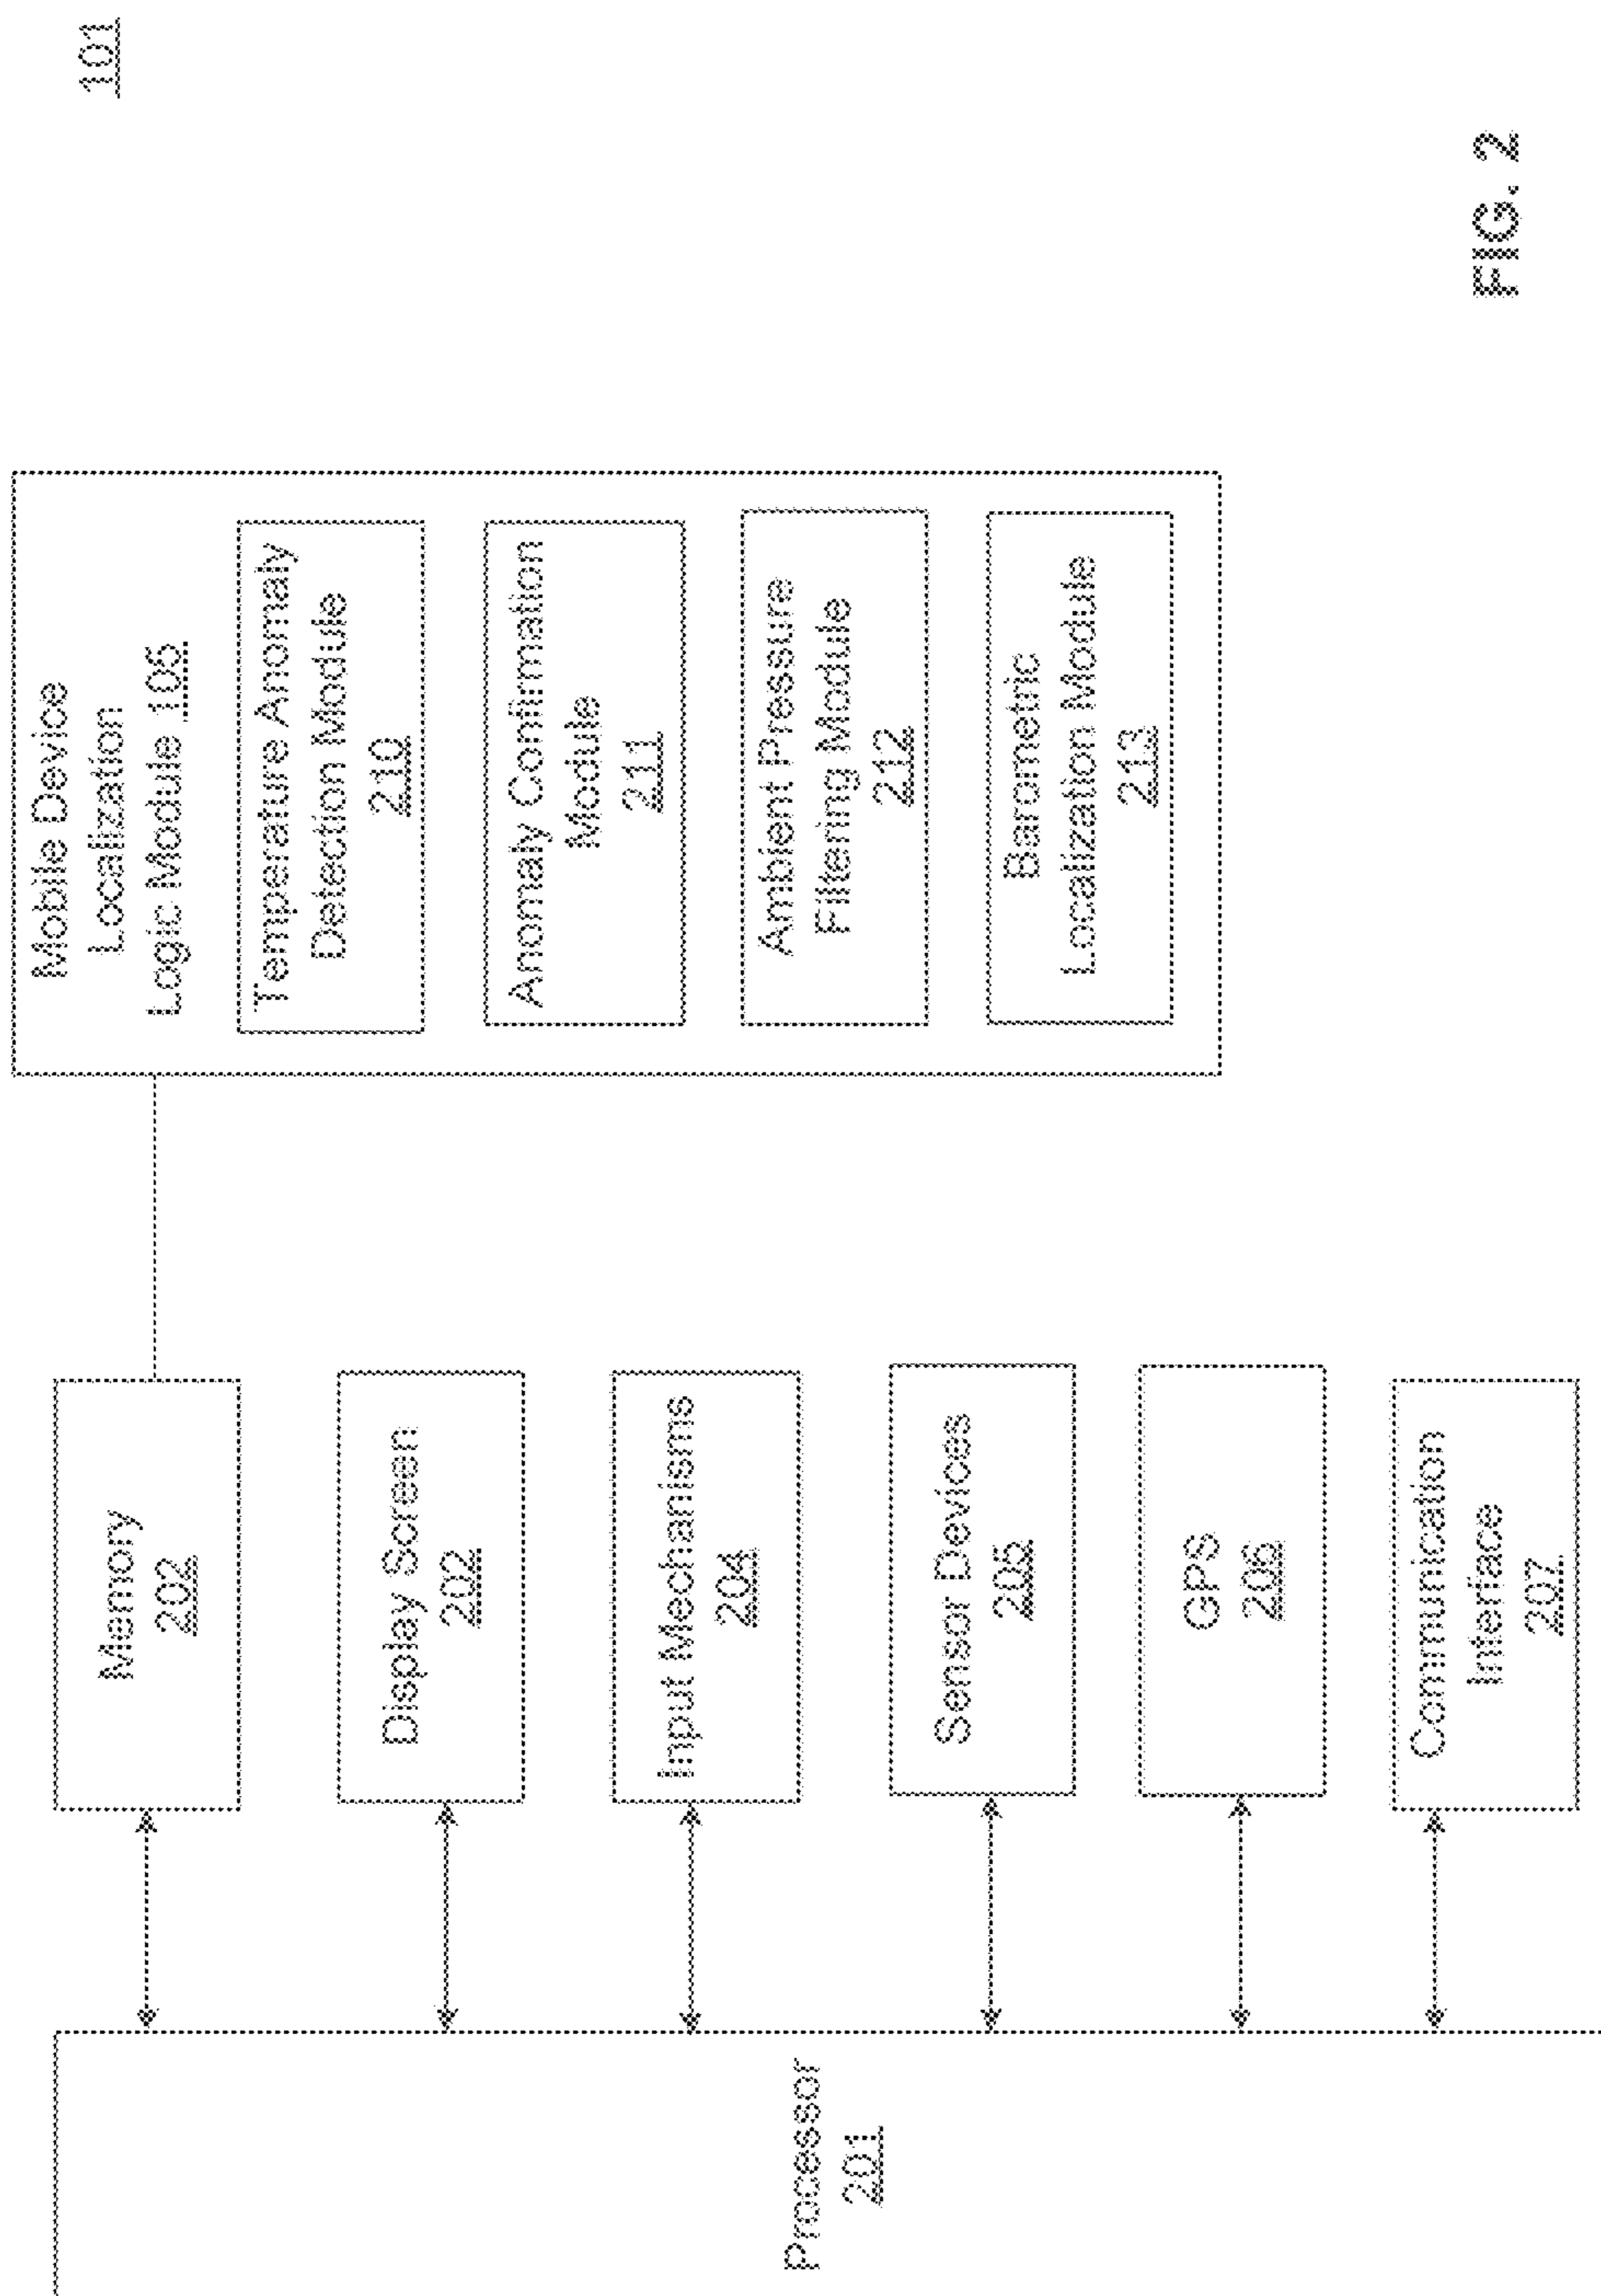 101
Processor
201
Memory
202
Display Screen
202
Input Mechanisms
204
Sensor Devices
205
GPS
206
Communication
Interface
207
Mobile Device
Localization
Logic Module 105
Temperature Anomaly
Detection Module
210
Anomaly Confirmation
Module
211
Ambient Pressure
Filtering Module
212
Barometric
Localization Module
213
FIG. 2